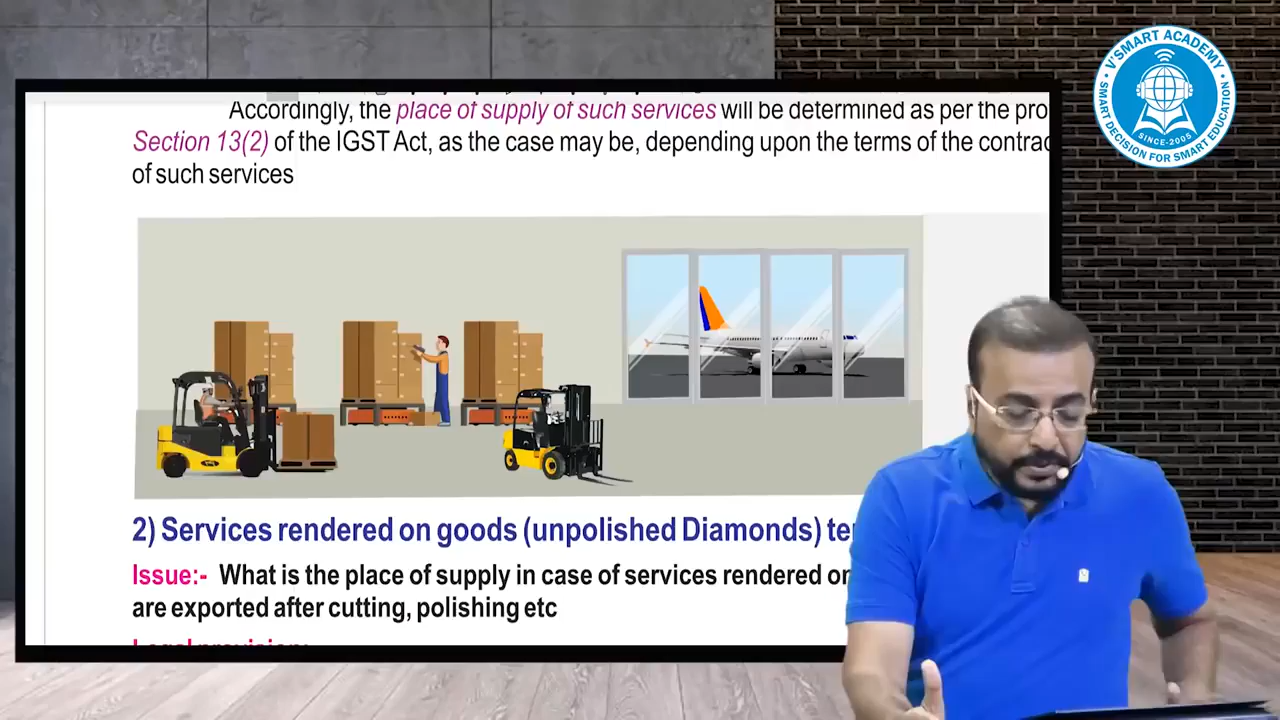 Accordingly, the place of supply of such services will be determined as per the pro
Section 13(2) of the IGST Act, as the case may be, depending upon the terms of the contrac
of such services
2) Services rendered on goods (unpolished Diamonds) te
Issue:- What is the place of supply in case of services rendered on
are exported after cutting, polishing etc
V'SMART ACADEMY
SINCE-2005
SMART DECISION FOR SMART EDUCATION